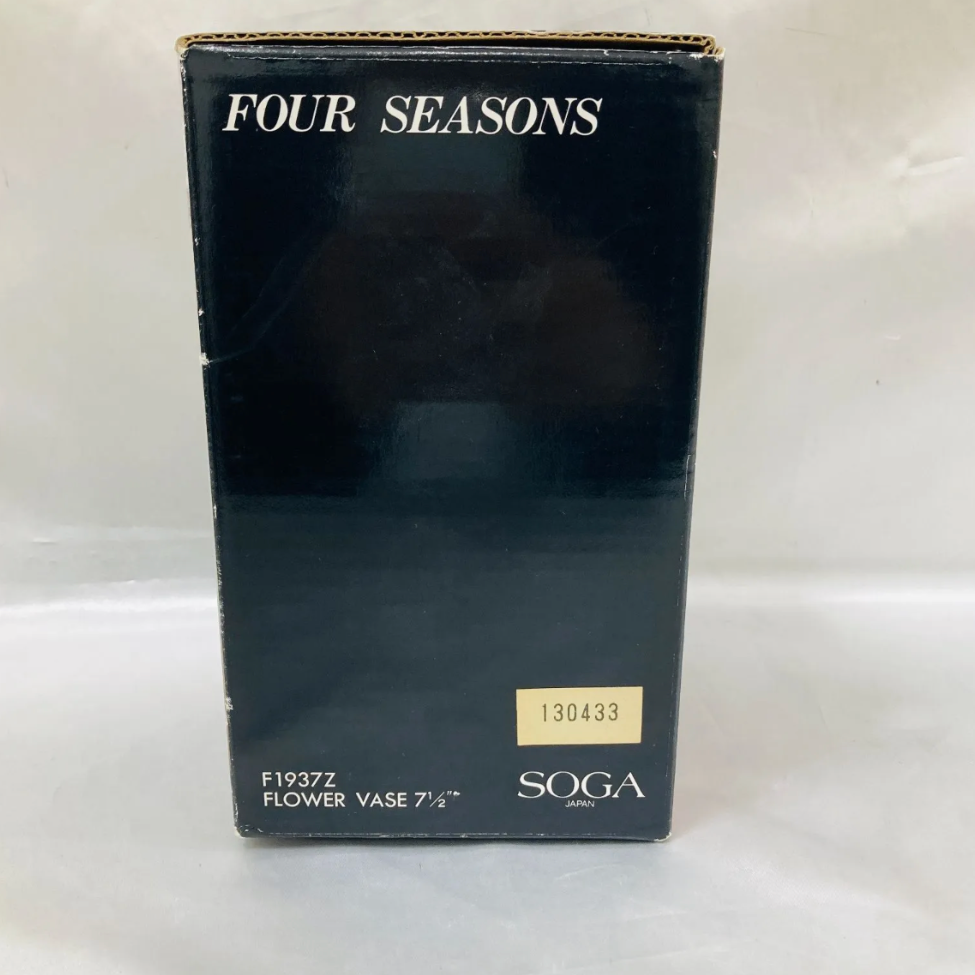 FOUR SEASONS
130433
F1937Z
FLOWER VASE 7½"
SOGA
JAPAN